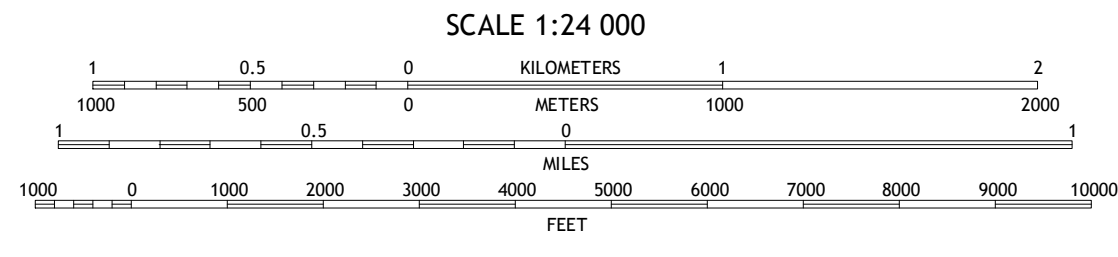 SCALE 1:24 000
1 0.5 0 KILOMETERS 1 2
1000 500 0 METERS 1000 2000
1 0.5 0 1
MILES
1000 0 1000 2000 3000 4000 5000 6000 7000 8000 9000 10000
FEET